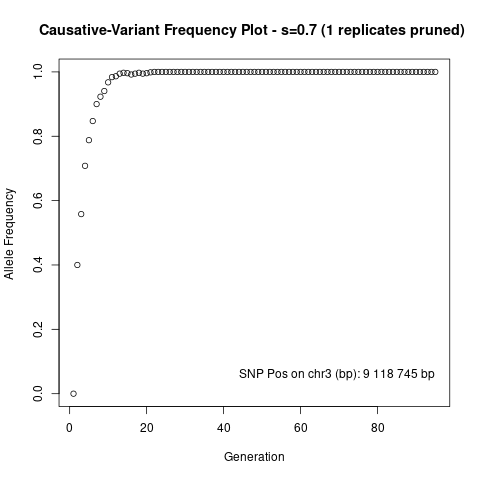 Causative-Variant Frequency Plot - s=0.7 (1 replicates pruned)
1.0
0.8
0.6
0.4
0.2
0.0
Allele Frequency
SNP Pos on chr3 (bp): 9 118 745 bp
0 20 40 60 80
Generation